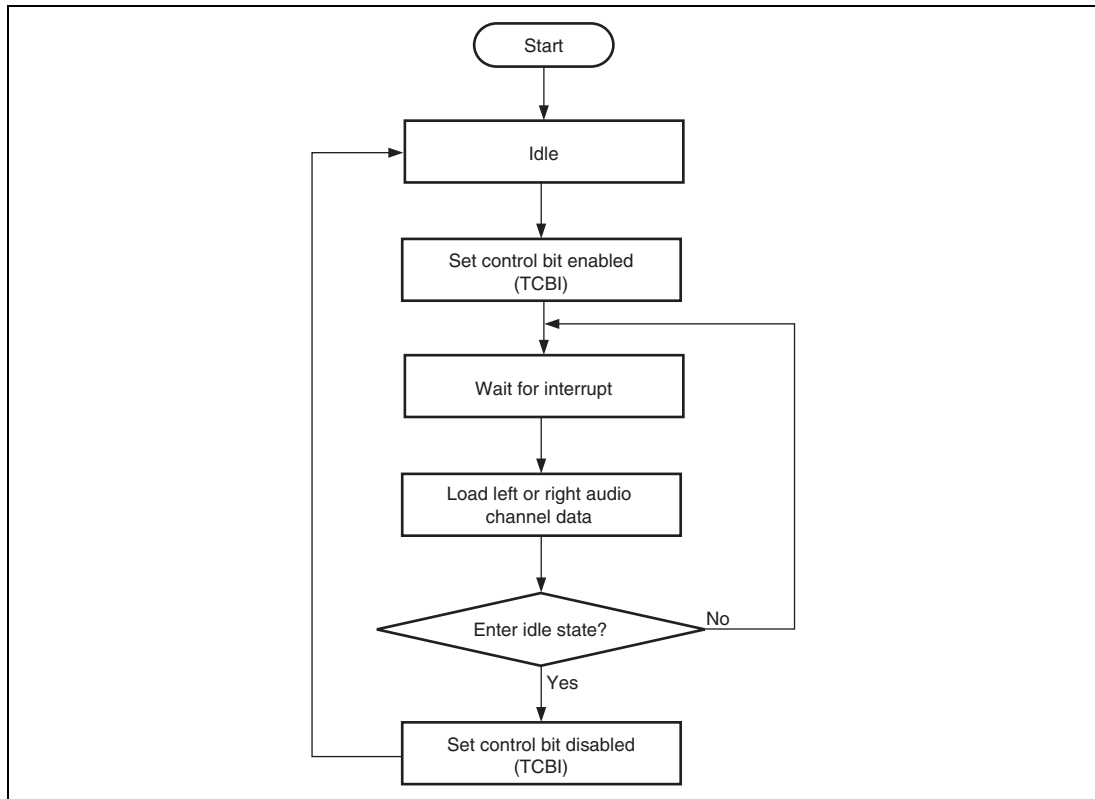 Start
Idle
Set control bit enabled
(TCBI)
Wait for interrupt
Load left or right audio
channel data
Enter idle state?
No
Yes
Set control bit disabled
(TCBI)